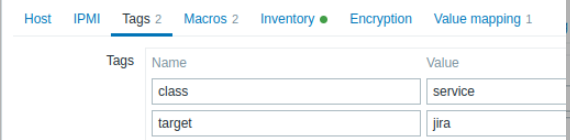 Host IPMI Tags 2 Macros 2 Inventory Encryption Value mapping 1
Tags Name Value
class service
target jira